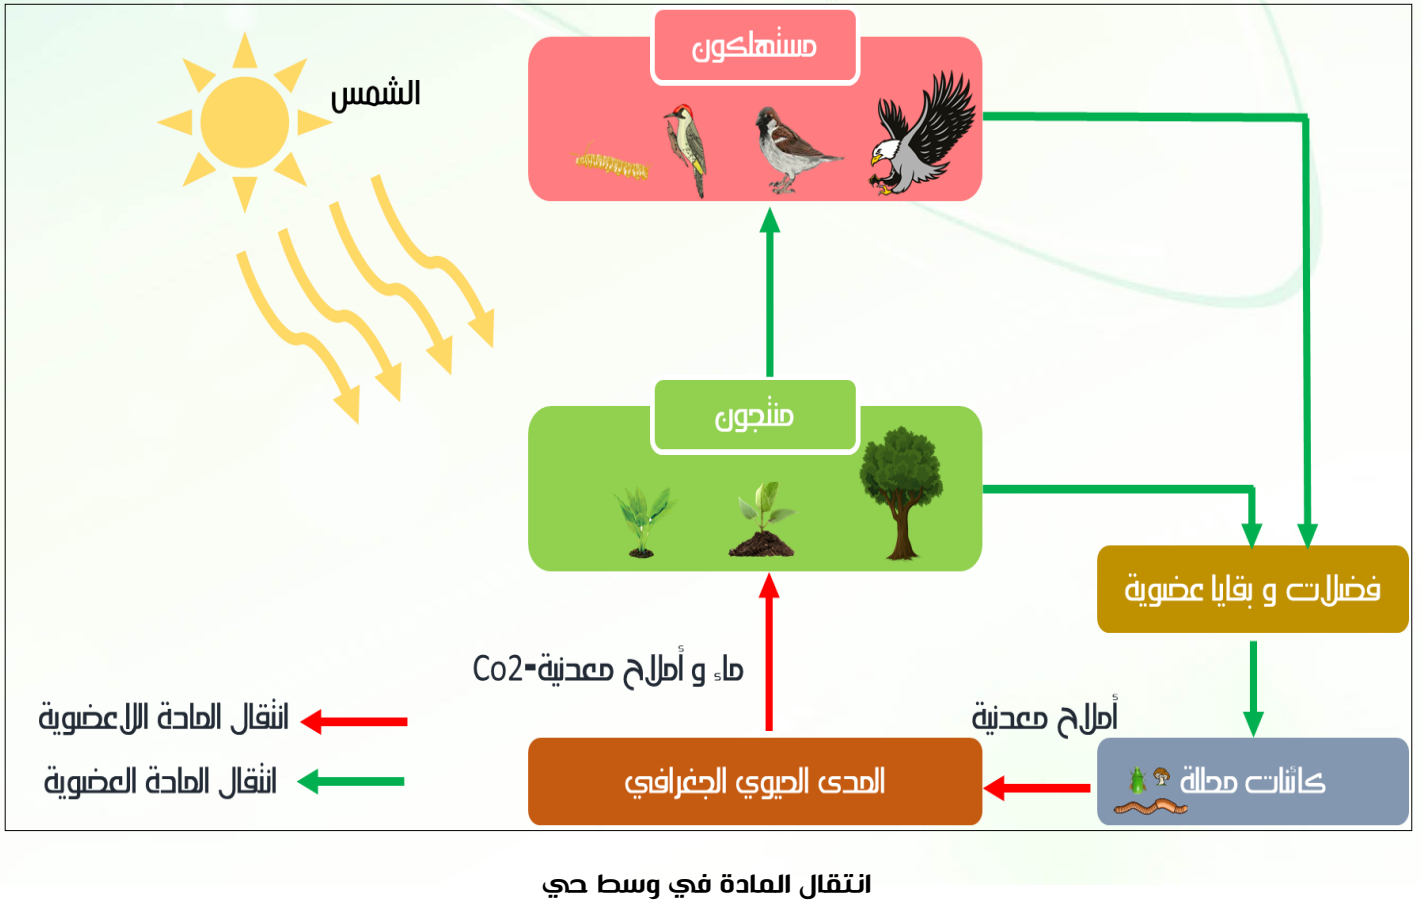 مستهلكون
الشمس
منتجون
فضلات و بقايا عضوية
ماء و أملاح معدنية-Co2
أملاح معدنية
انتقال المادة اللاعضوية
المدى الحيوي الجغرافي
كائنات محللة
انتقال المادة العضوية
انتقال المادة في وسط حي